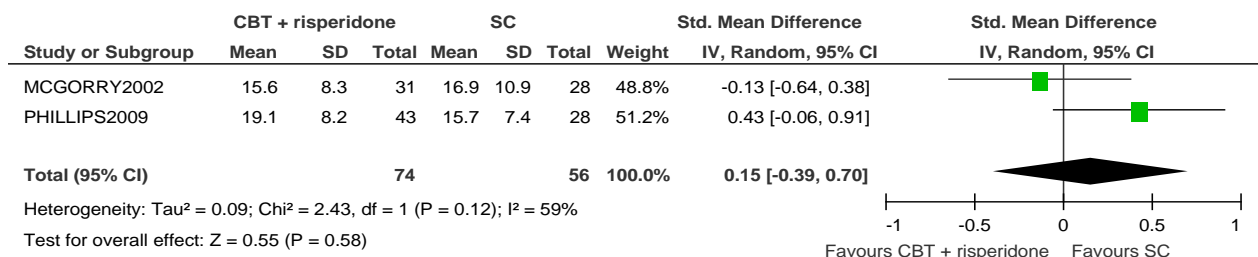 CBT + risperidone SC Std. Mean Difference Std. Mean Difference
Study or Subgroup Mean SD Total Mean SD Total Weight IV, Random, 95% CI IV, Random, 95% CI
MCGORRY2002 15.6 8.3 31 16.9 10.9 28 48.8% -0.13 [-0.64, 0.38]
PHILLIPS2009 19.1 8.2 43 15.7 7.4 28 51.2% 0.43 [-0.06, 0.91]
Total (95% CI) 74 56 100.0% 0.15 [-0.39, 0.70]
Heterogeneity: Tau² = 0.09; Chi² = 2.43, df = 1 (P = 0.12); I² = 59%
Test for overall effect: Z = 0.55 (P = 0.58)
-1 -0.5 0 0.5 1
Favours CBT + risperidone Favours SC